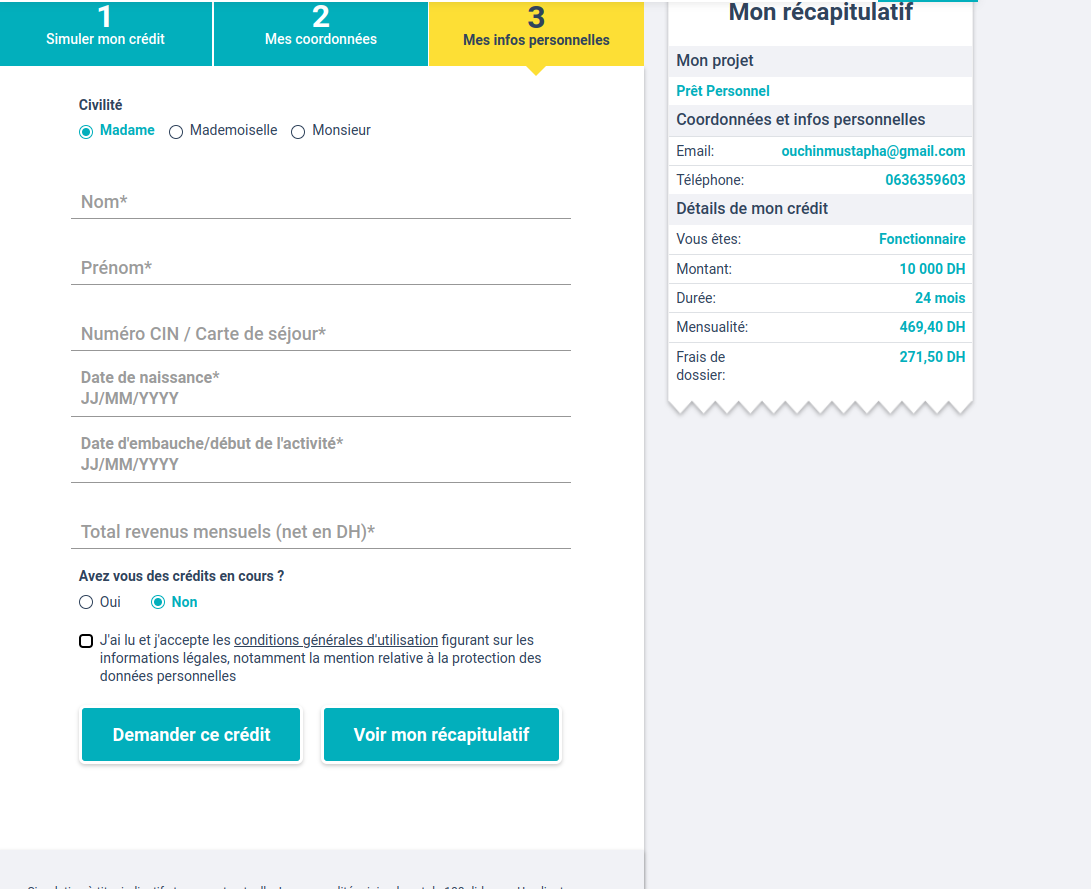 1
Simuler mon crédit
2
Mes coordonnées
3
Mes infos personnelles
Civilité
Madame Mademoiselle Monsieur
Nom*
Prénom*
Numéro CIN / Carte de séjour*
Date de naissance*
JJ/MM/YYYY
Date d'embauche/début de l'activité*
JJ/MM/YYYY
Total revenus mensuels (net en DH)*
Avez vous des crédits en cours ?
Oui Non
J'ai lu et j'accepte les conditions générales d'utilisation figurant sur les
informations légales, notamment la mention relative à la protection des
données personnelles
Demander ce crédit
Voir mon récapitulatif
Mon récapitulatif
Mon projet
Prêt Personnel
Coordonnées et infos personnelles
Email: ouchinmustapha@gmail.com
Téléphone: 0636359603
Détails de mon crédit
Vous êtes: Fonctionnaire
Montant: 10 000 DH
Durée: 24 mois
Mensualité: 469,40 DH
Frais de 271,50 DH
dossier: